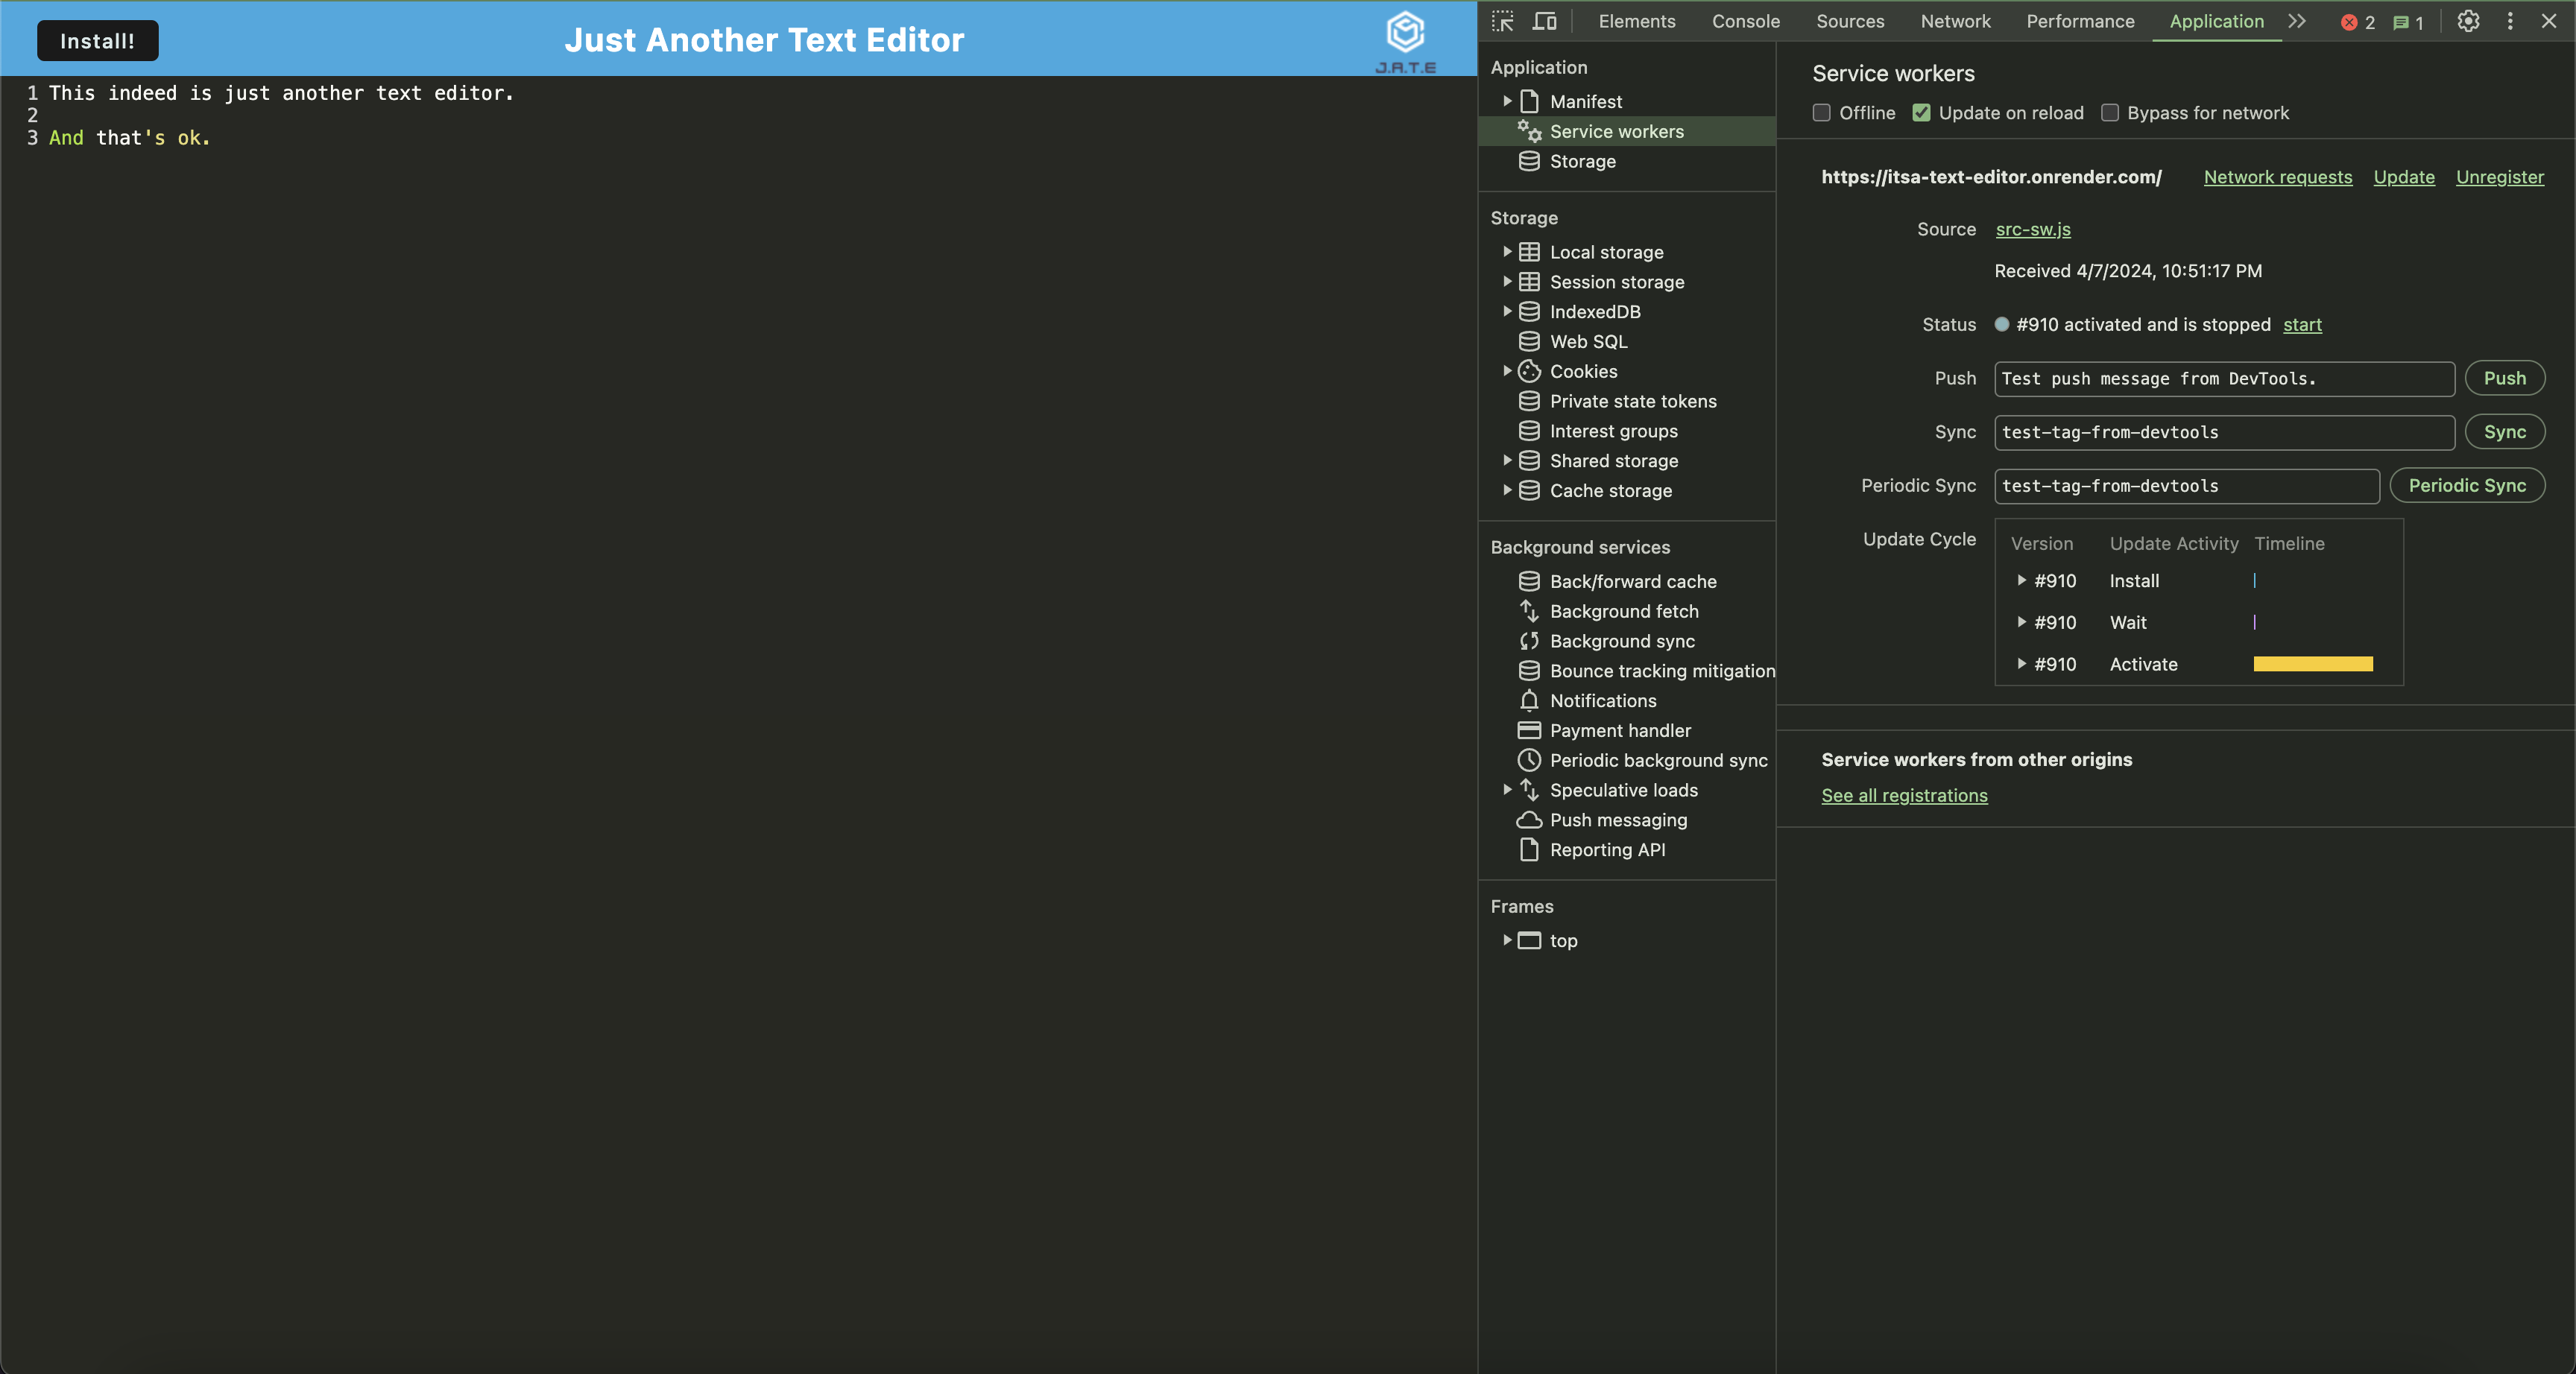 Install!
Just Another Text Editor
J.A.T.E
1 This indeed is just another text editor.
2
3 And that's ok.
Elements Console Sources Network Performance Application 2 1
Application
Manifest
Service workers
Storage
Storage
Local storage
Session storage
IndexedDB
Web SQL
Cookies
Private state tokens
Interest groups
Shared storage
Cache storage
Background services
Back/forward cache
Background fetch
Background sync
Bounce tracking mitigation
Notifications
Payment handler
Periodic background sync
Speculative loads
Push messaging
Reporting API
Frames
top
Service workers
Offline Update on reload Bypass for network
https://itsa-text-editor.onrender.com/ Network requests Update Unregister
Source src-sw.js
Received 4/7/2024, 10:51:17 PM
Status #910 activated and is stopped start
Push Test push message from DevTools. Push
Sync test-tag-from-devtools Sync
Periodic Sync test-tag-from-devtools Periodic Sync
Update Cycle Version Update Activity Timeline
#910 Install
#910 Wait
#910 Activate
Service workers from other origins
See all registrations